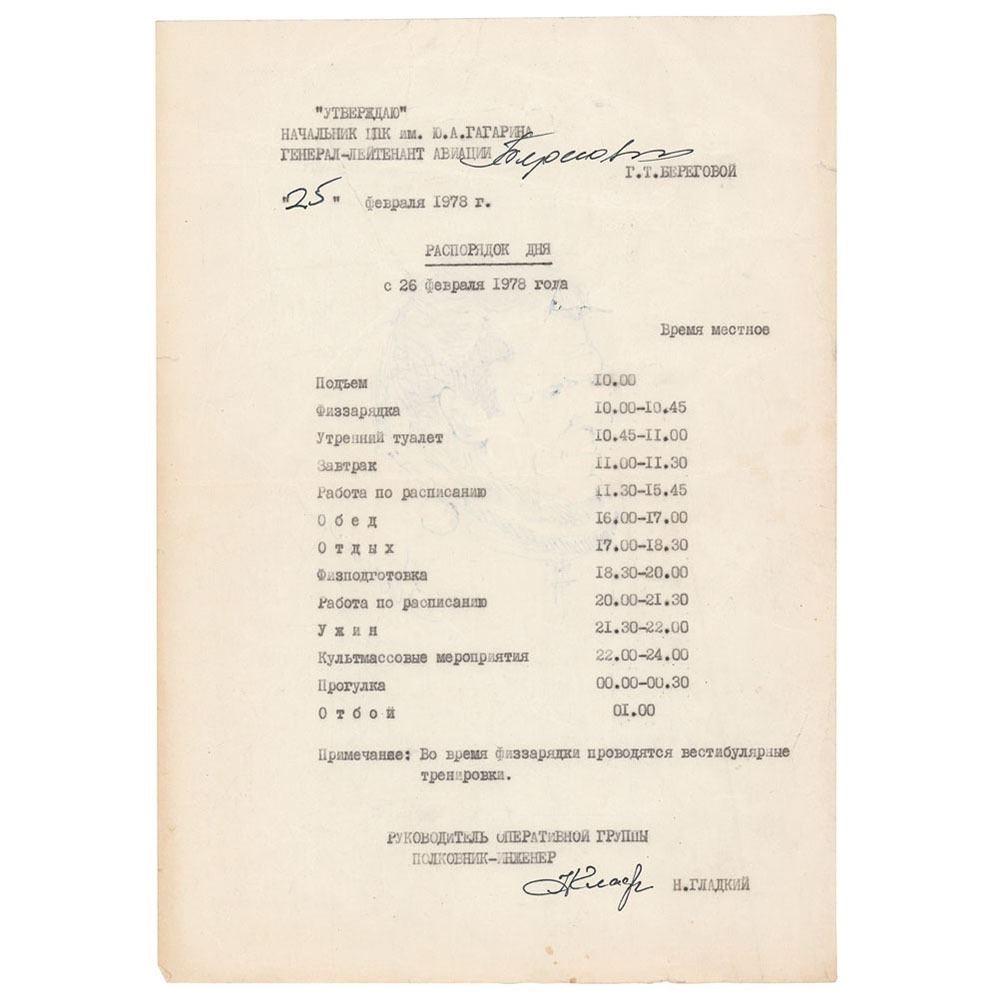 "УТВЕРЖДАЮ"
НАЧАЛЬНИК ЦПК им. Ю.А.ГАГАРИНА
ГЕНЕРАЛ-ЛЕЙТЕНАНТ АВИАЦИИ
Г.Т.БЕРЕГОВОЙ
"25" февраля 1978 г.
РАСПОРЯДОК ДНЯ
с 26 февраля 1978 года
Время местное
Подъем 10.00
Физзарядка 10.00-10.45
Утренний туалет 10.45-11.00
Завтрак 11.00-11.30
Работа по расписанию 11.30-15.45
О б е д 16.00-17.00
О т д ы х 17.00-18.30
Физподготовка 18.30-20.00
Работа по расписанию 20.00-21.30
У ж и н 21.30-22.00
Культмассовые мероприятия 22.00-24.00
Прогулка 00.00-00.30
О т б о й 01.00
Примечание: Во время физзарядки проводятся вестибулярные
тренировки.
РУКОВОДИТЕЛЬ ОПЕРАТИВНОЙ ГРУППЫ
ПОЛКОВНИК-ИНЖЕНЕР
Н.ГЛАДКИЙ